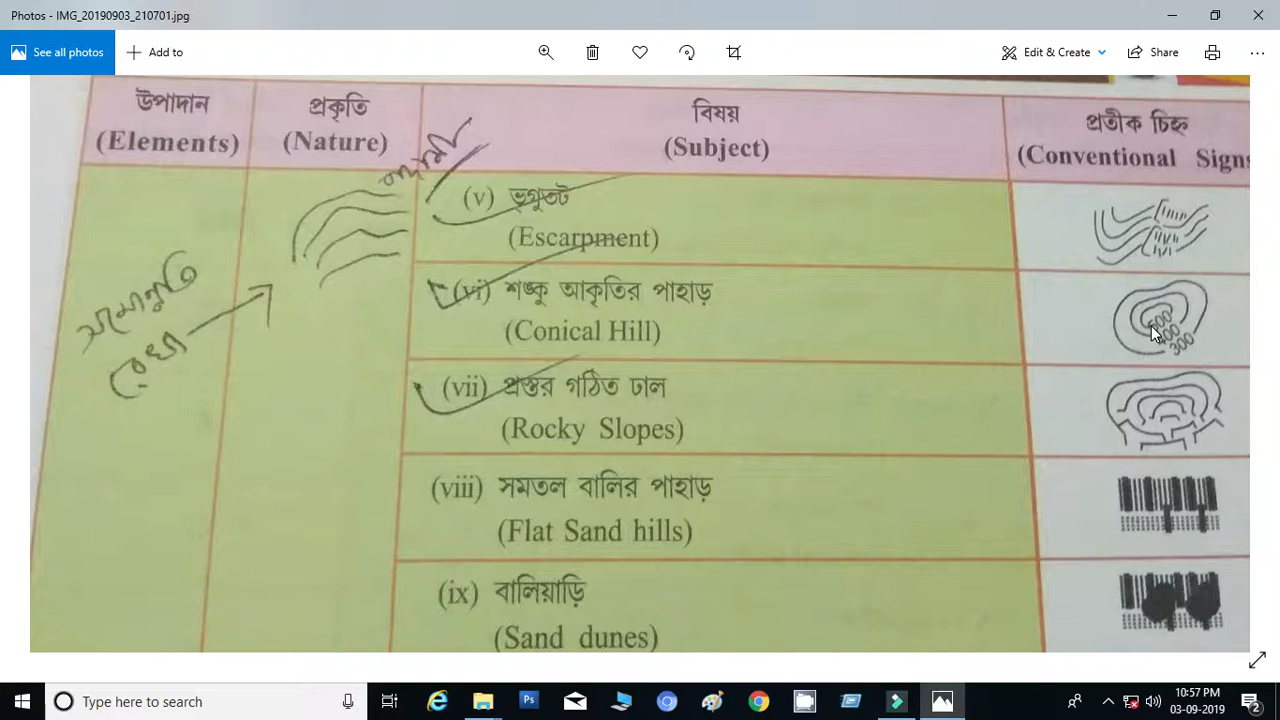 Photos - IMG_20190903_210701.jpg
See all photos
Add to
Edit & Create
Share
উপাদান
(Elements)
প্রকৃতি
(Nature)
বিষয়
(Subject)
প্রতীক চিহ্ন
(Conventional Signs
সমোন্নতি
রেখা
(v) ভৃগুতট
(Escarpment)
(vi) শঙ্কু আকৃতির পাহাড়
(Conical Hill)
300
(vii) প্রস্তর গঠিত ঢাল
(Rocky Slopes)
(viii) সমতল বালির পাহাড়
(Flat Sand hills)
(ix) বালিয়াড়ি
(Sand dunes)
Type here to search
10:57 PM
03-09-2019
2